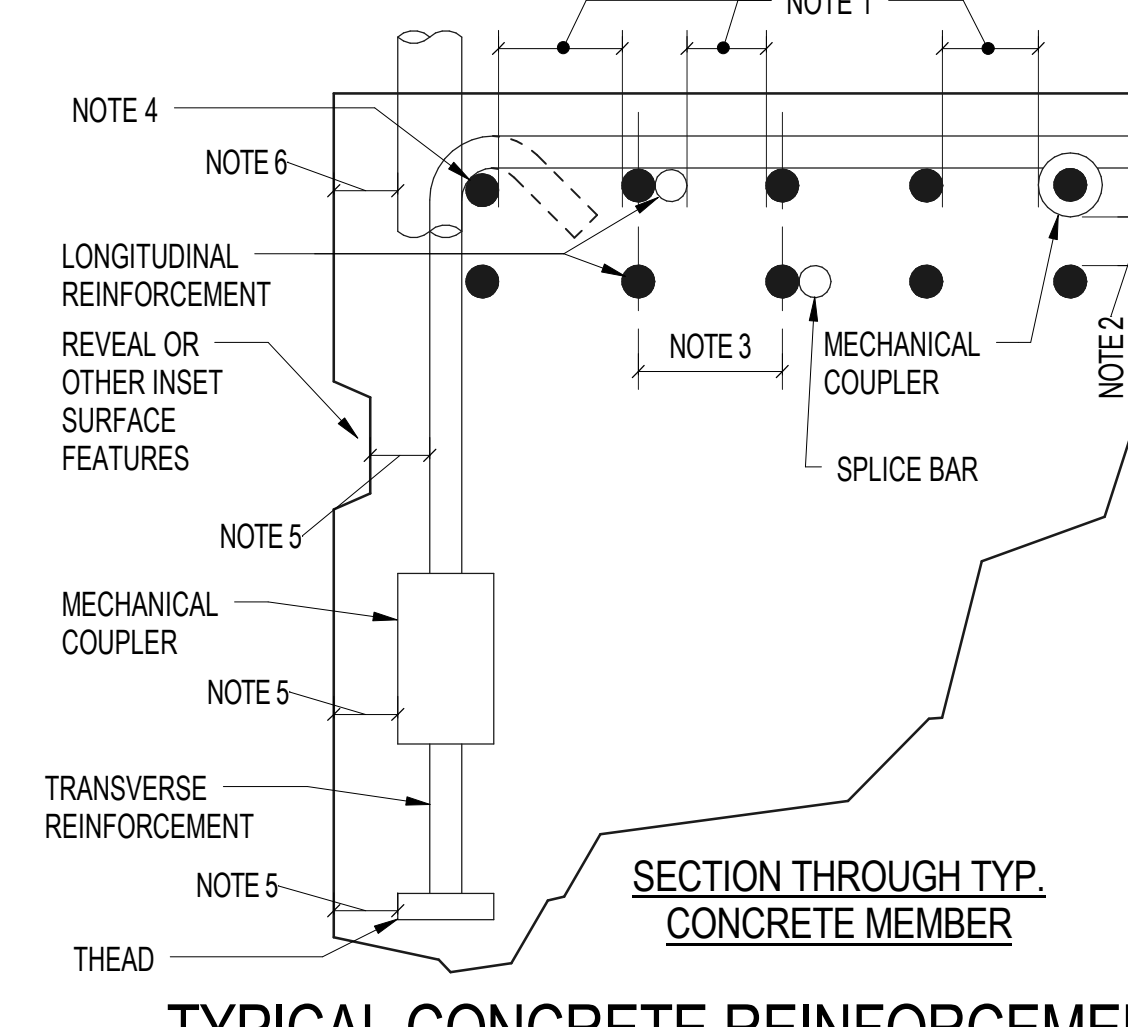 NOTE 1
NOTE 4
NOTE 6
LONGITUDINAL
REINFORCEMENT
REVEAL OR
OTHER INSET
SURFACE
FEATURES
NOTE 3
MECHANICAL
COUPLER
NOTE 2
SPLICE BAR
NOTE 5
MECHANICAL
COUPLER
NOTE 5
TRANSVERSE
REINFORCEMENT
NOTE 5
THEAD
SECTION THROUGH TYP.
CONCRETE MEMBER
TYPICAL CONCRETE